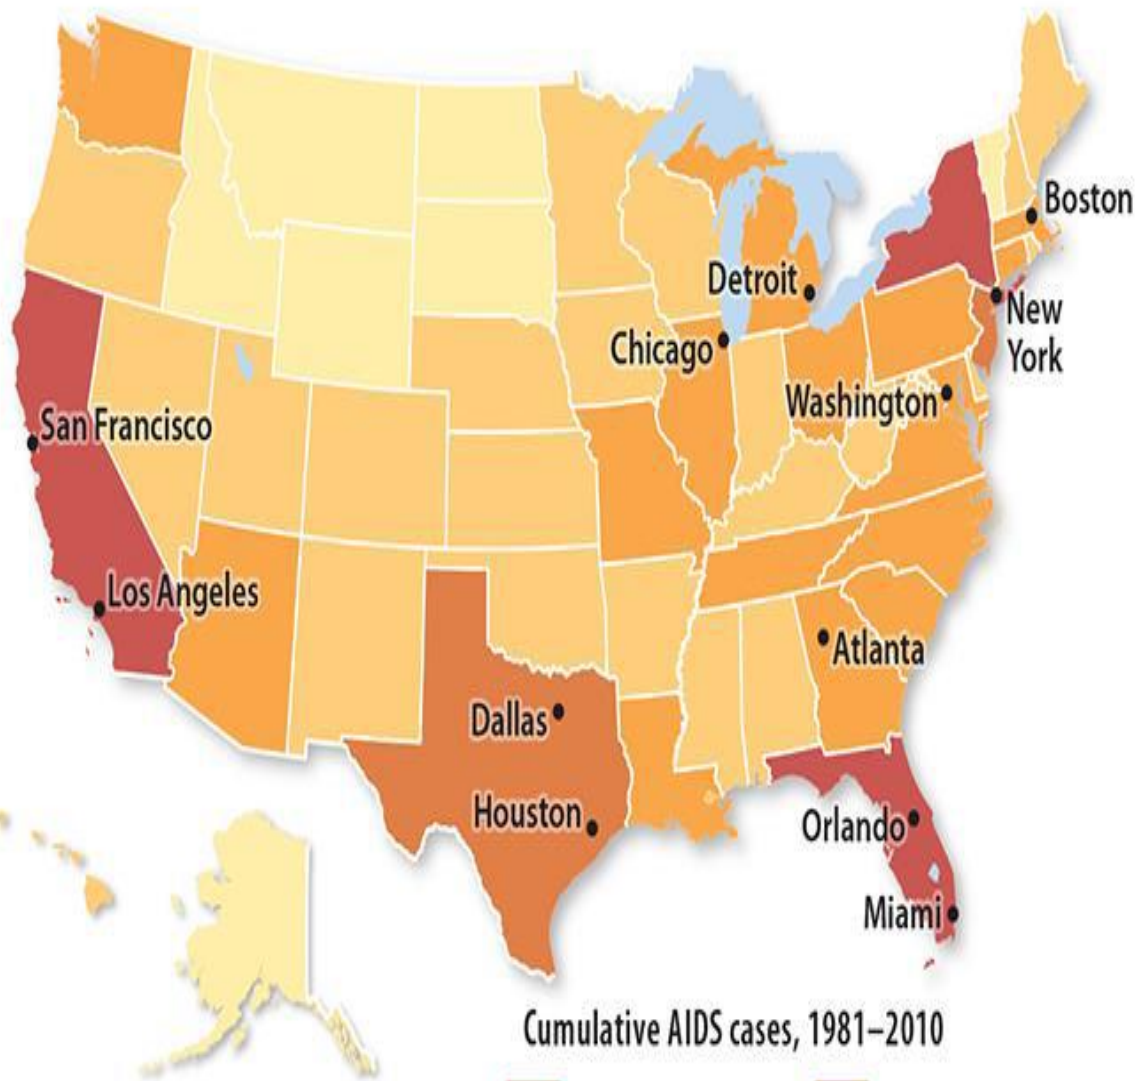 Boston
Detroit
New
York
Chicago
Washington
San Francisco
Los Angeles
Atlanta
Dallas
Houston
Orlando
Miami
Cumulative AIDS cases, 1981–2010